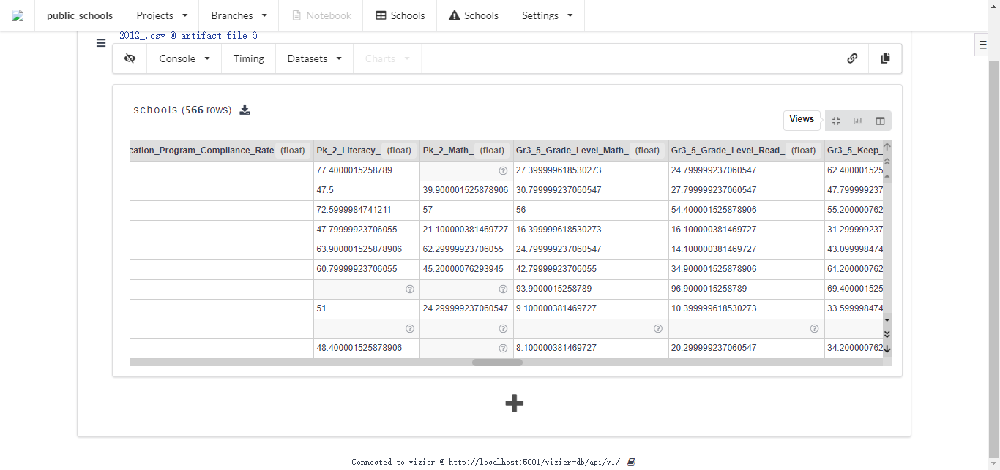 public_schools Projects Branches Notebook Schools Schools Settings
2012_.csv @ artifact file 6
Console Timing Datasets Charts
schools (566 rows)
Views
cation_Program_Compliance_Rate (float) Pk_2_Literacy_ (float) Pk_2_Math_ (float) Gr3_5_Grade_Level_Math_ (float) Gr3_5_Grade_Level_Read_ (float) Gr3_5_Keep_
77.4000015258789 27.399999618530273 24.799999237060547 62.400001525
47.5 39.900001525878906 30.799999237060547 27.799999237060547 47.799999237
72.5999984741211 57 56 54.400001525878906 55.200000762
47.79999923706055 21.100000381469727 16.399999618530273 16.100000381469727 31.299999237
63.900001525878906 62.29999923706055 24.799999237060547 14.100000381469727 43.099998474
60.79999923706055 45.20000076293945 42.79999923706055 34.900001525878906 61.200000762
93.9000015258789 96.9000015258789 69.400001525
51 24.299999237060547 9.100000381469727 10.399999618530273 33.599998474
48.400001525878906 8.100000381469727 20.299999237060547 34.200000762
Connected to vizier @ http://localhost:5001/vizier-db/api/v1/